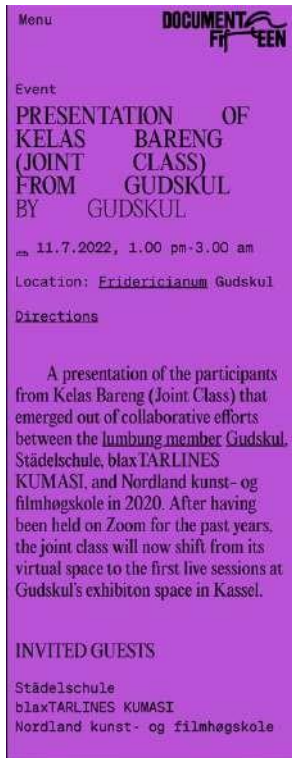 Menu
DOCUMENTA
FIFTEEN
Event
PRESENTATION OF
KELAS BARENG
(JOINT CLASS)
FROM GUDSKUL
BY GUDSKUL
11.7.2022, 1.00 pm-3.00 am
Location: Fridericianum Gudskul
Directions
A presentation of the participants
from Kelas Bareng (Joint Class) that
emerged out of collaborative efforts
between the lumbung member Gudskul,
Städelschule, blaxTARLINES
KUMASI, and Nordland kunst- og
filmhøgskole in 2020. After having
been held on Zoom for the past years,
the joint class will now shift from its
virtual space to the first live sessions at
Gudskul's exhibiton space in Kassel.
INVITED GUESTS
Städelschule
blaxTARLINES KUMASI
Nordland kunst- og filmhøgskole